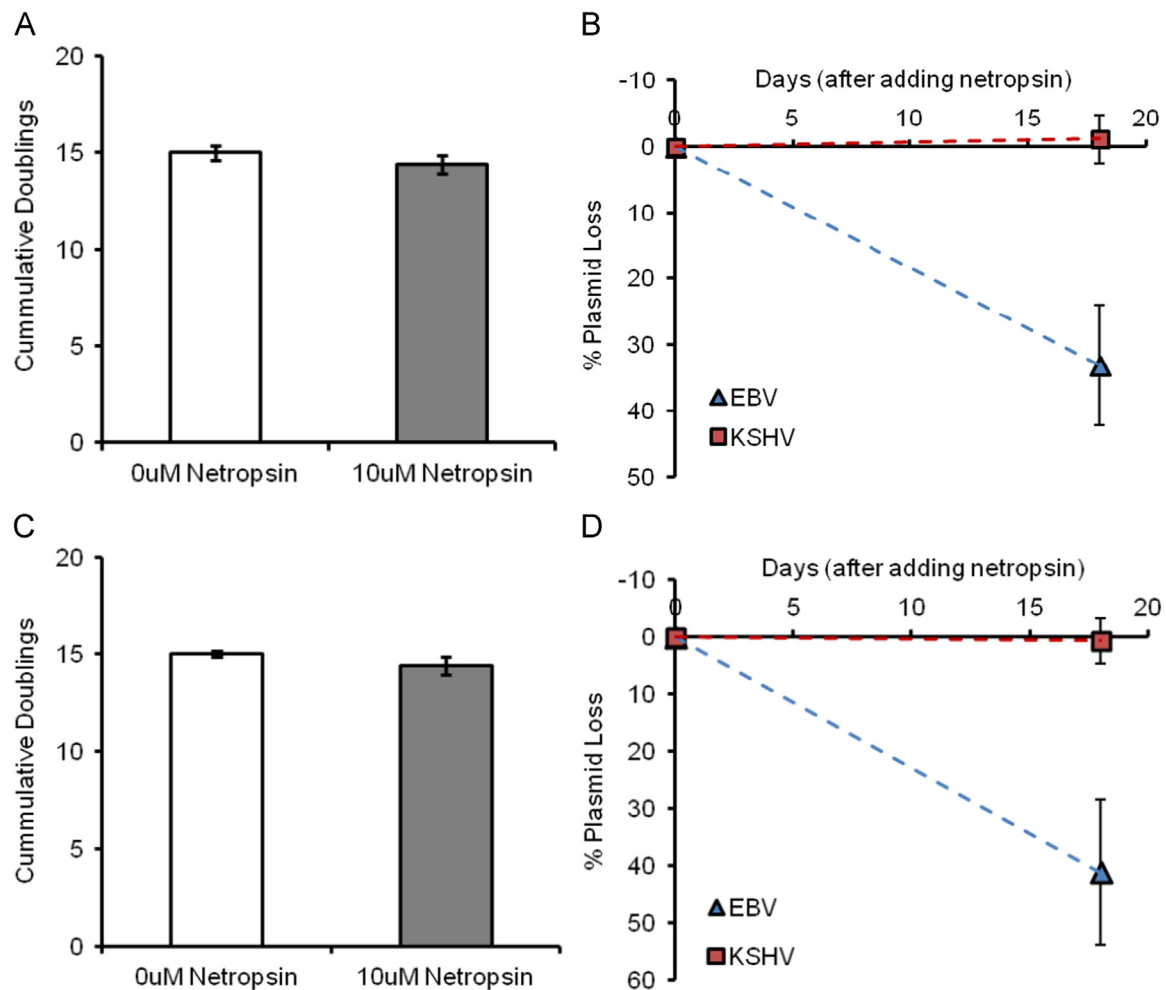 A
20
15
10
5
0
Cummulative Doublings
0uM Netropsin 10uM Netropsin
B
Days (after adding netropsin)
-10
0
10
20
30
40
50
0 5 10 15 20
% Plasmid Loss
EBV
KSHV
C
20
15
10
5
0
Cummulative Doublings
0uM Netropsin 10uM Netropsin
D
Days (after adding netropsin)
-10
0
10
20
30
40
50
60
0 5 10 15 20
% Plasmid Loss
EBV
KSHV